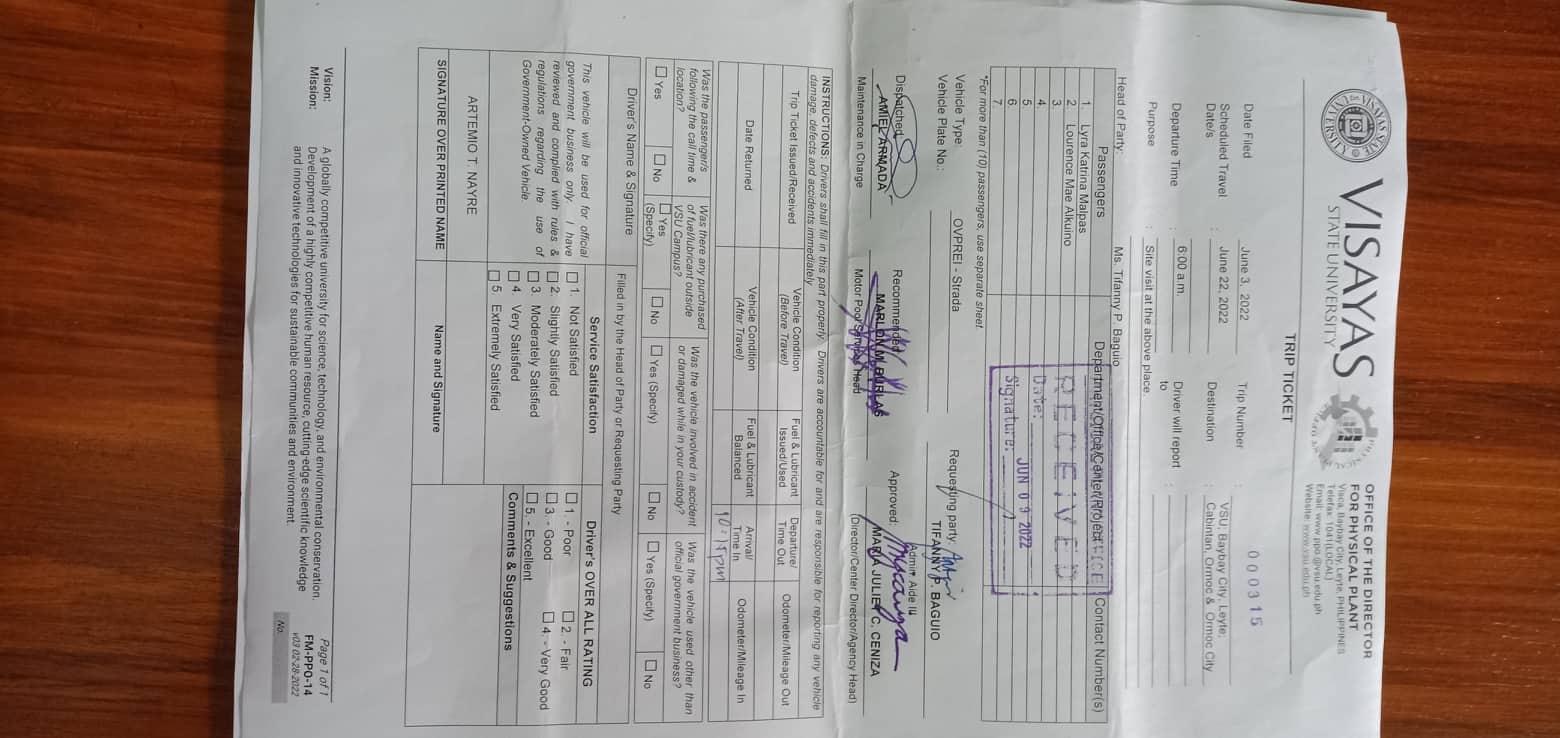 VISAYAS
STATE UNIVERSITY
OFFICE OF THE DIRECTOR
FOR PHYSICAL PLANT
Visca, Baybay City, Leyte, PHILIPPINES
Telefax: 1041(LOCAL)
Email: www.ppo@vsu.edu.ph
Website: www.vsu.edu.ph
TRIP TICKET
Date Filed : June 3, 2022 Trip Number : 000315
Scheduled Travel Date/s : June 22, 2022 Destination : VSU, Baybay City, Leyte; Cabintan, Ormoc & Ormoc City
Departure Time : 6:00 a.m. Driver will report to :
Purpose : Site visit at the above place.
Head of Party: Ms. Tifanny P. Baguio
Passengers Department/Office/Center/Project Contact Number(s)
1. Lyra Katrina Malpas
2. Lourence Mae Alkuino
3.
4.
5.
6.
7.
RECEIVED
Date: JUN 09 2022
Signature:
*For more than (10) passengers, use separate sheet.
Vehicle Type: OVPREI - Strada Requesting party:
Vehicle Plate No.: TIFANNY P. BAGUIO
Admin Aide III
Dispatched: Recommended: Approved:
AMIEL ARMADA MARLON M. BURLAS MARIA JULIET C. CENIZA
Maintenance in Charge Motor Pool Services Head (Director/Center Director/Agency Head)
INSTRUCTIONS: Drivers shall fill in this part properly. Drivers are accountable for and are responsible for reporting any vehicle
damage, defects and accidents immediately
Trip Ticket Issued/Received Vehicle Condition (Before Travel) Fuel & Lubricant Issued/Used Departure/ Time Out Odometer/Mileage Out
Date Returned Vehicle Condition (After Travel) Fuel & Lubricant Balanced Arrival/ Time In Odometer/Mileage In
Was the passenger/s following the call time & location? Was there any purchased of fuel/lubricant outside VSU Campus? Was the vehicle involved in accident or damaged while in your custody? Was the vehicle used other than official government business?
☐ Yes ☐ No ☐ Yes (Specify) ☐ No ☐ Yes (Specify) ☐ No ☐ Yes (Specify) ☐ No
Driver's Name & Signature Filled in by the Head of Party or Requesting Party
This vehicle will be used for official
government business only. I have
reviewed and complied with rules &
regulations regarding the use of
Government-Owned Vehicle.
Service Satisfaction
☐ 1. Not Satisfied
☐ 2. Slightly Satisfied
☐ 3. Moderately Satisfied
☐ 4. Very Satisfied
☐ 5. Extremely Satisfied
Driver's OVER ALL RATING
☐ 1. - Poor ☐ 2. - Fair
☐ 3. - Good ☐ 4. - Very Good
☐ 5. - Excellent
Comments & Suggestions
ARTEMIO T. NAYRE
SIGNATURE OVER PRINTED NAME Name and Signature
Vision: A globally competitive university for science, technology, and environmental conservation.
Mission: Development of a highly competitive human resource, cutting-edge scientific knowledge
and innovative technologies for sustainable communities and environment.
Page 1 of 1
FM-PPO-14
v03 02-28-2022
No.